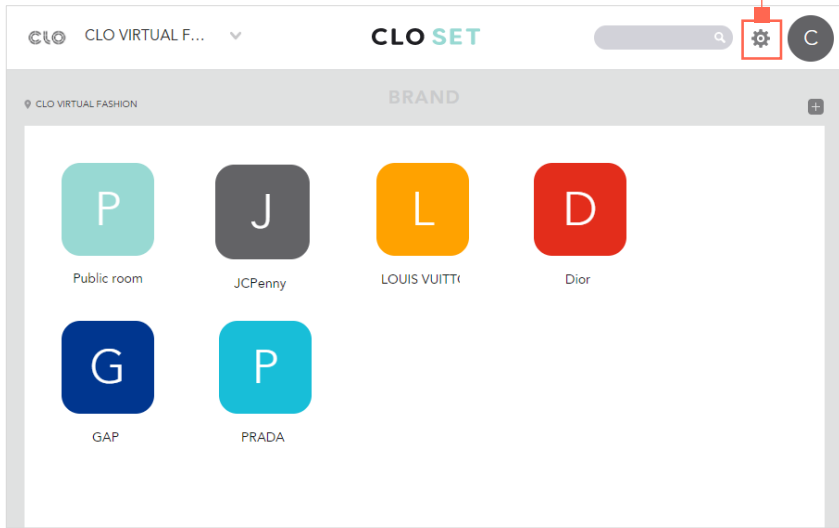 CLO CLO VIRTUAL F... CLO SET C
CLO VIRTUAL FASHION BRAND
P J L D
Public room JCPenny LOUIS VUITT( Dior
G P
GAP PRADA